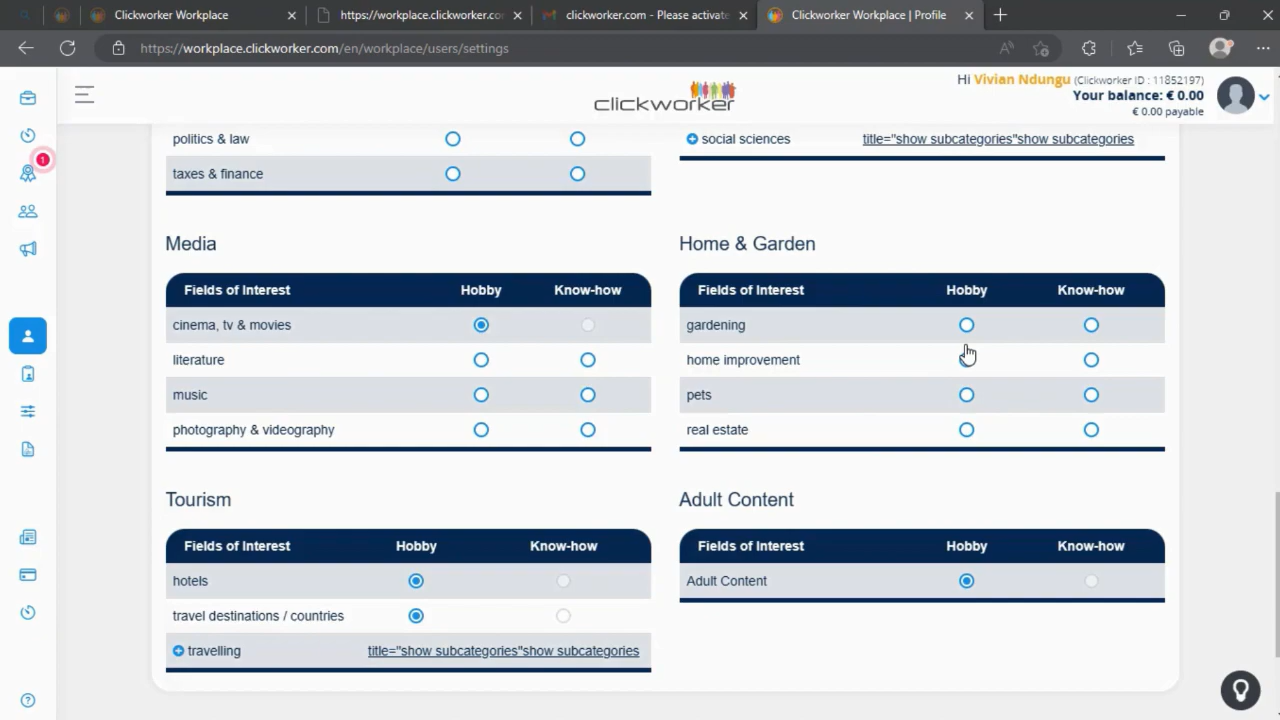 Clickworker Workplace
https://workplace.clickworker.cor
clickworker.com - Please activate
Clickworker Workplace | Profile
https://workplace.clickworker.com/en/workplace/users/settings
clickworker
Hi Vivian Ndungu (Clickworker ID : 11852197)
Your balance: € 0.00
€ 0.00 payable
1
politics & law
taxes & finance
social sciences title="show subcategories"show subcategories
Media
Fields of Interest Hobby Know-how
cinema, tv & movies
literature
music
photography & videography
Home & Garden
Fields of Interest Hobby Know-how
gardening
home improvement
pets
real estate
Tourism
Fields of Interest Hobby Know-how
hotels
travel destinations / countries
travelling title="show subcategories"show subcategories
Adult Content
Fields of Interest Hobby Know-how
Adult Content